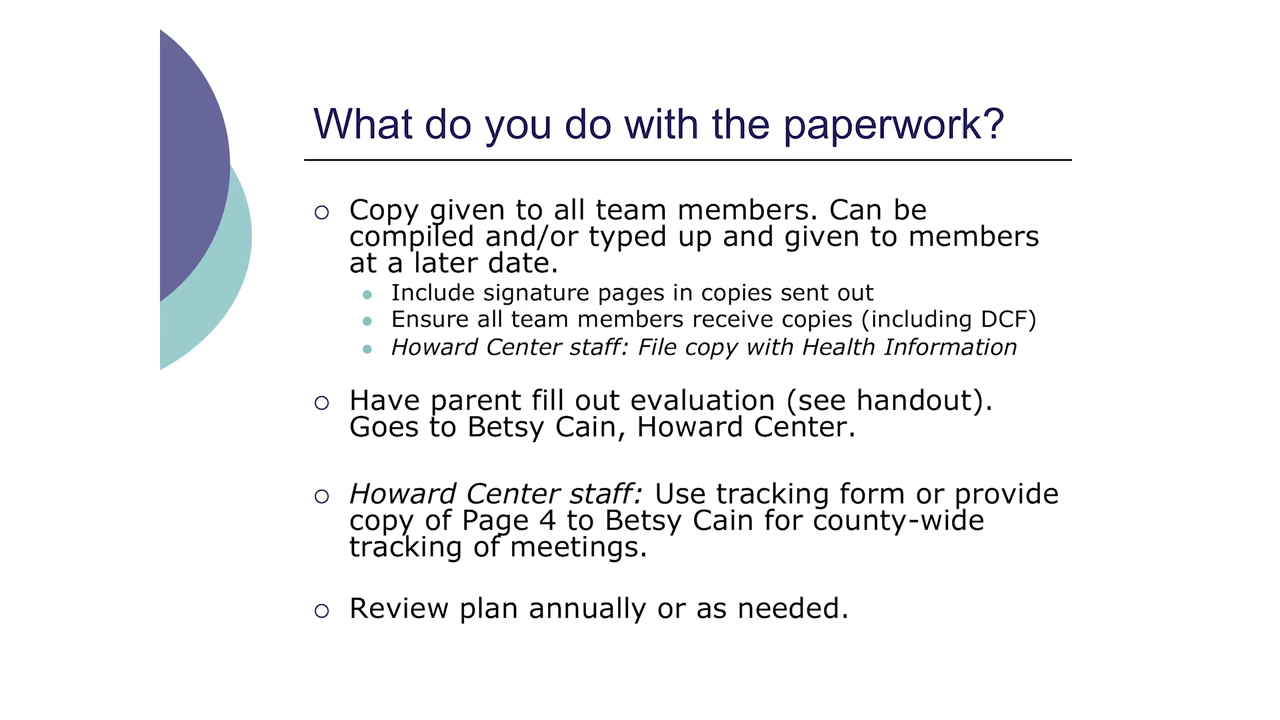 What do you do with the paperwork?
Copy given to all team members. Can be
compiled and/or typed up and given to members
at a later date.
Include signature pages in copies sent out
Ensure all team members receive copies (including DCF)
Howard Center staff: File copy with Health Information
Have parent fill out evaluation (see handout).
Goes to Betsy Cain, Howard Center.
Howard Center staff: Use tracking form or provide
copy of Page 4 to Betsy Cain for county-wide
tracking of meetings.
Review plan annually or as needed.